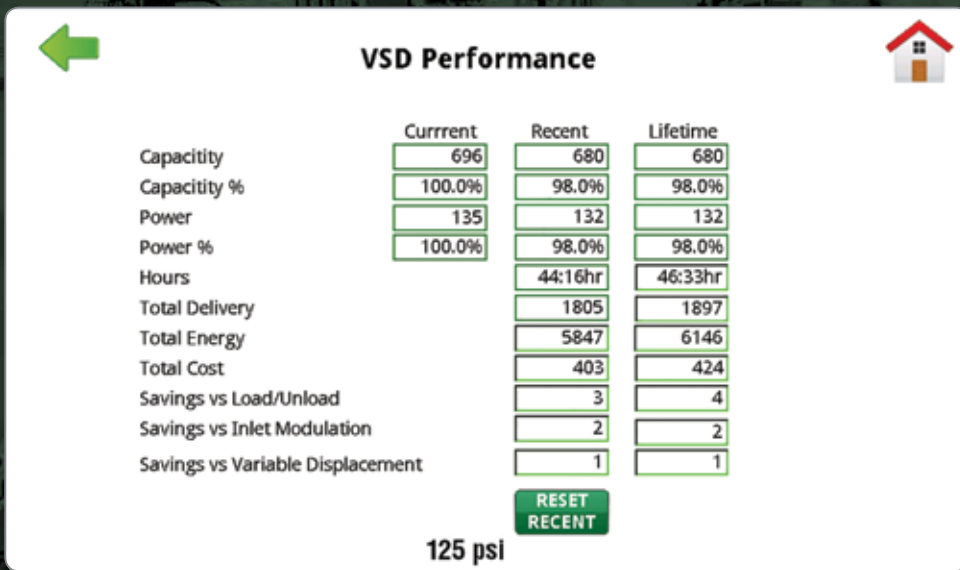 VSD Performance
Currrent Recent Lifetime
Capacitity 696 680 680
Capacitity % 100.0% 98.0% 98.0%
Power 135 132 132
Power % 100.0% 98.0% 98.0%
Hours 44:16hr 46:33hr
Total Delivery 1805 1897
Total Energy 5847 6146
Total Cost 403 424
Savings vs Load/Unload 3 4
Savings vs Inlet Modulation 2 2
Savings vs Variable Displacement 1 1
RESET
RECENT
125 psi